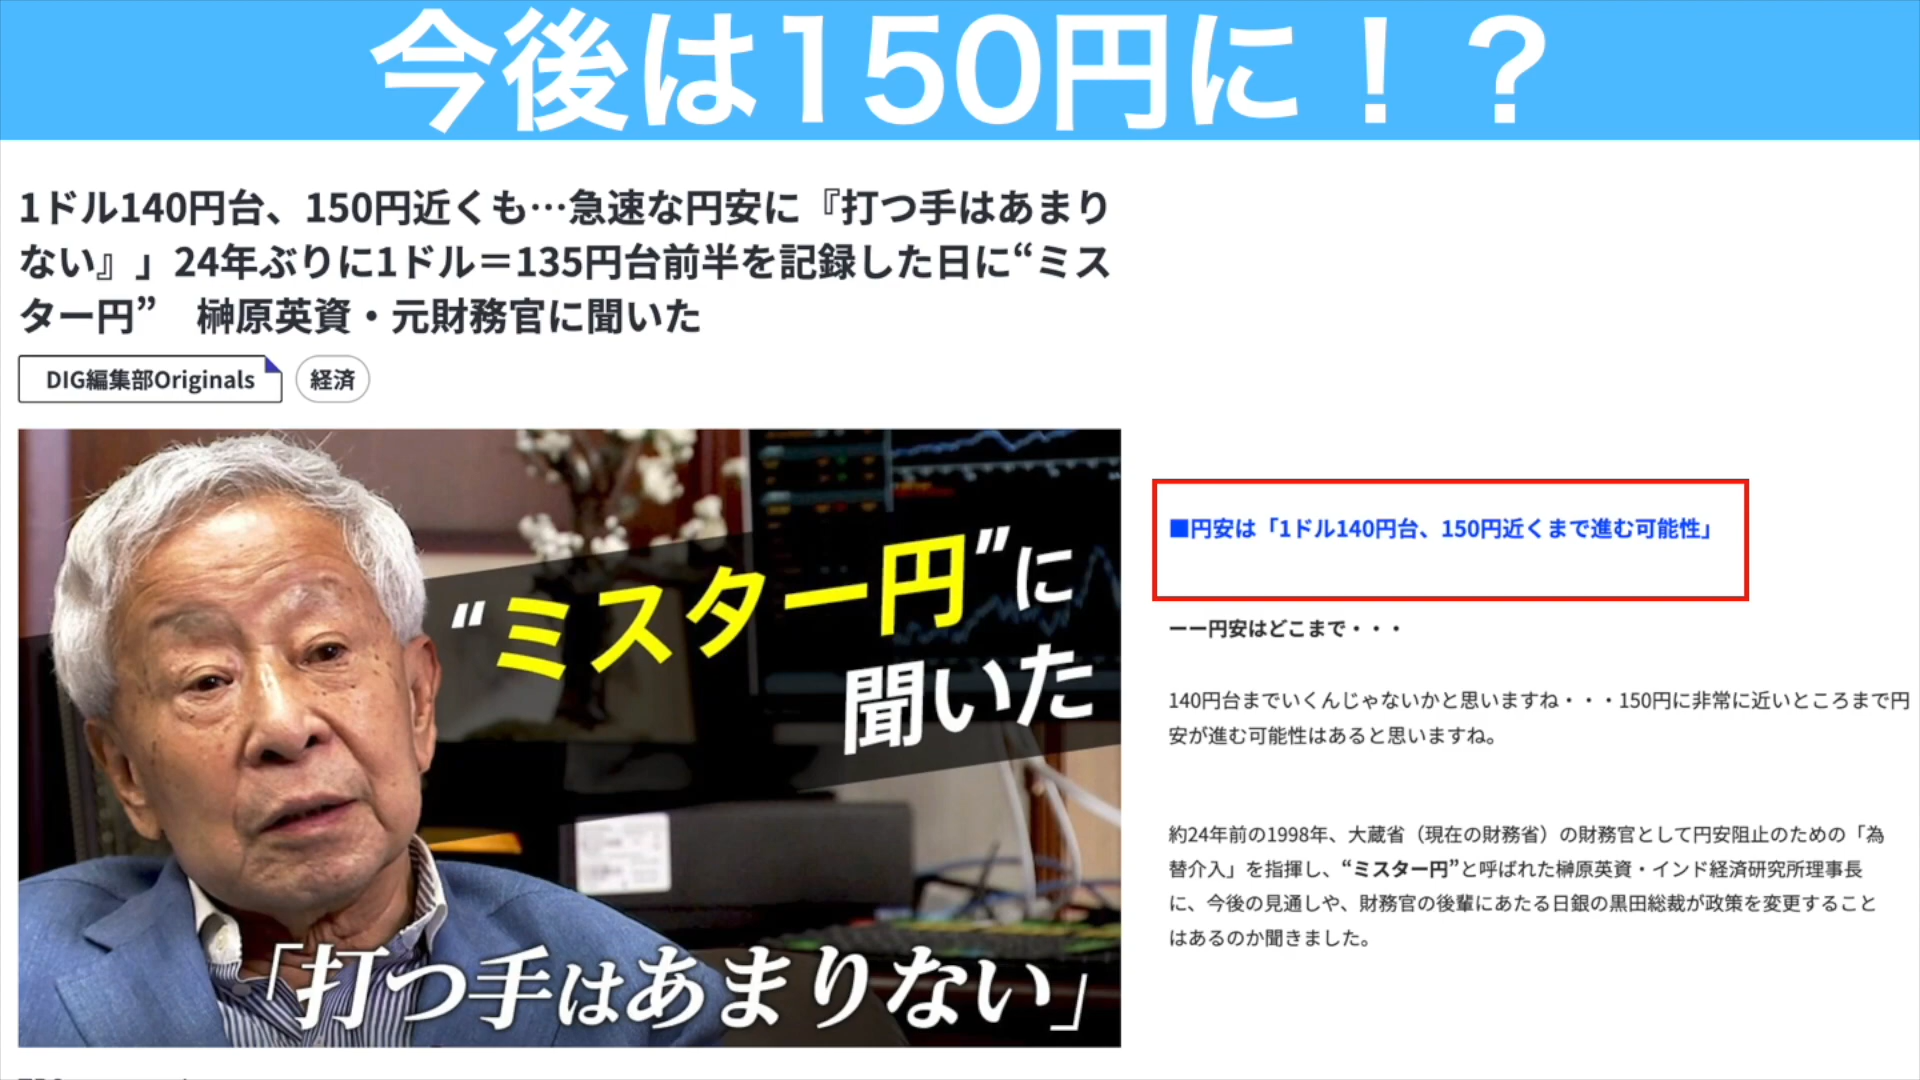 今後は150円に！？
1ドル140円台、150円近くも…急速な円安に『打つ手はあまり
ない』」24年ぶりに1ドル＝135円台前半を記録した日に“ミス
ター円”　榊原英資・元財務官に聞いた
DIG編集部Originals
経済
“ミスター円”に
聞いた
「打つ手はあまりない」
■円安は「1ドル140円台、150円近くまで進む可能性」
ーー円安はどこまで・・・
140円台までいくんじゃないかと思いますね・・・150円に非常に近いところまで円
安が進む可能性はあると思いますね。
約24年前の1998年、大蔵省（現在の財務省）の財務官として円安阻止のための「為
替介入」を指揮し、“ミスター円”と呼ばれた榊原英資・インド経済研究所理事長
に、今後の見通しや、財務官の後輩にあたる日銀の黒田総裁が政策を変更すること
はあるのか聞きました。